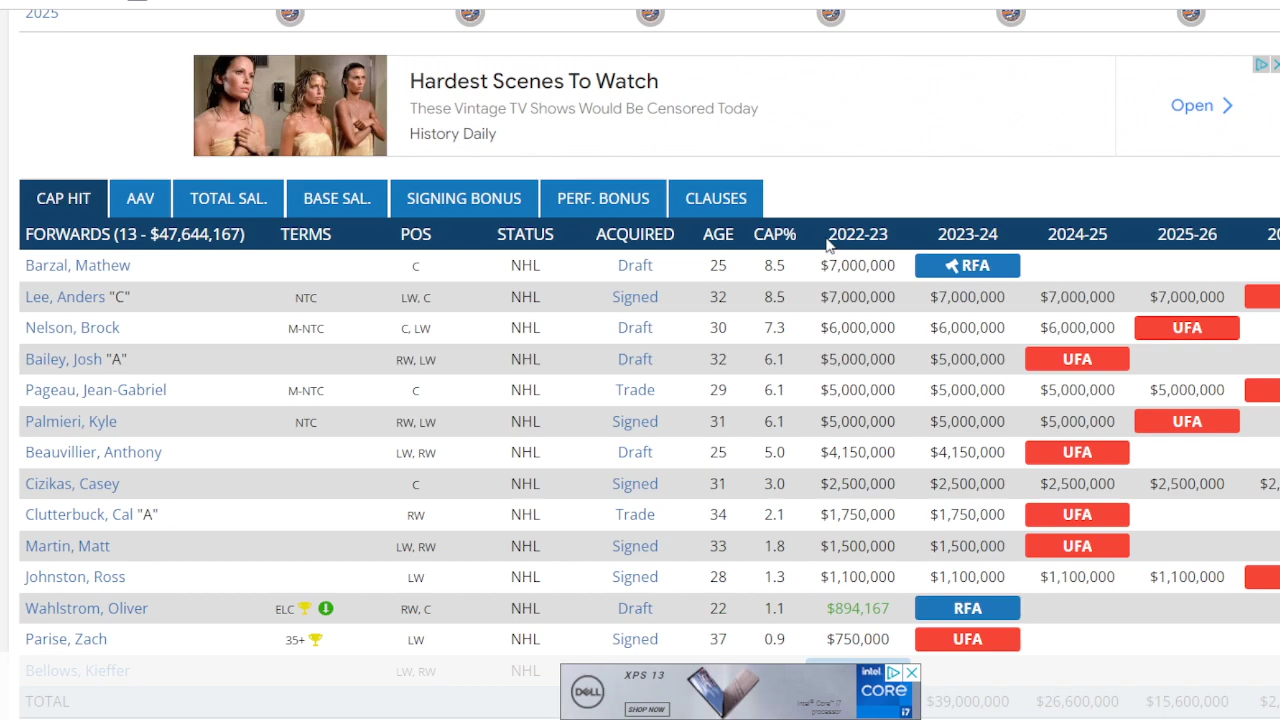 2025
Hardest Scenes To Watch
These Vintage TV Shows Would Be Censored Today
History Daily
Open
CAP HIT AAV TOTAL SAL. BASE SAL. SIGNING BONUS PERF. BONUS CLAUSES
FORWARDS (13 - $47,644,167) TERMS POS STATUS ACQUIRED AGE CAP% 2022-23 2023-24 2024-25 2025-26
Barzal, Mathew C NHL Draft 25 8.5 $7,000,000 RFA
Lee, Anders "C" NTC LW, C NHL Signed 32 8.5 $7,000,000 $7,000,000 $7,000,000 $7,000,000
Nelson, Brock M-NTC C, LW NHL Draft 30 7.3 $6,000,000 $6,000,000 $6,000,000 UFA
Bailey, Josh "A" RW, LW NHL Draft 32 6.1 $5,000,000 $5,000,000 UFA
Pageau, Jean-Gabriel M-NTC C NHL Trade 29 6.1 $5,000,000 $5,000,000 $5,000,000 $5,000,000
Palmieri, Kyle NTC RW, LW NHL Signed 31 6.1 $5,000,000 $5,000,000 $5,000,000 UFA
Beauvillier, Anthony LW, RW NHL Draft 25 5.0 $4,150,000 $4,150,000 UFA
Cizikas, Casey C NHL Signed 31 3.0 $2,500,000 $2,500,000 $2,500,000 $2,500,000
Clutterbuck, Cal "A" RW NHL Trade 34 2.1 $1,750,000 $1,750,000 UFA
Martin, Matt LW, RW NHL Signed 33 1.8 $1,500,000 $1,500,000 UFA
Johnston, Ross LW NHL Signed 28 1.3 $1,100,000 $1,100,000 $1,100,000 $1,100,000
Wahlstrom, Oliver ELC RW, C NHL Draft 22 1.1 $894,167 RFA
Parise, Zach 35+ LW NHL Signed 37 0.9 $750,000 UFA
Bellows, Kieffer LW, RW NHL
TOTAL $39,000,000 $26,600,000 $15,600,000
DELL
XPS 13
SHOP NOW
intel
CORE
i7